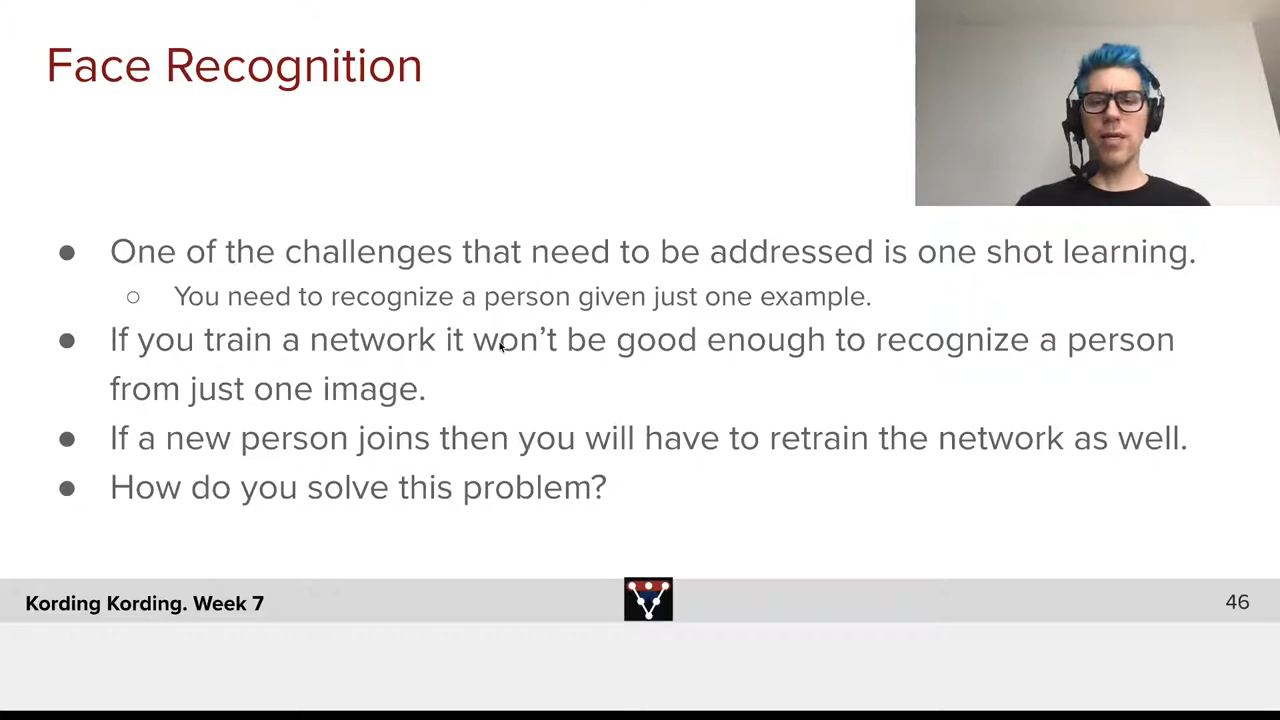 Face Recognition
● One of the challenges that need to be addressed is one shot learning.
○ You need to recognize a person given just one example.
● If you train a network it won’t be good enough to recognize a person
from just one image.
● If a new person joins then you will have to retrain the network as well.
● How do you solve this problem?
Kording Kording. Week 7
46